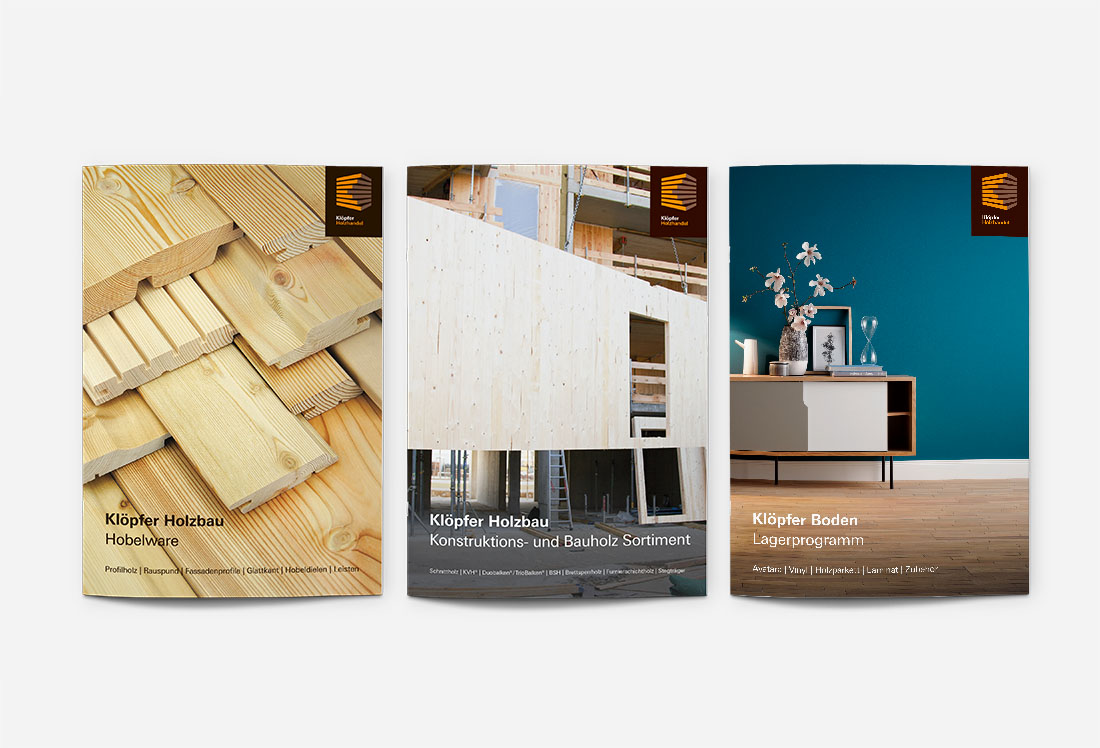 Klöpfer
Holzhandel
Klöpfer Holzbau
Hobelware
Profilholz | Rauspund | Fassadenprofile | Glattkant | Hobeldielen | Leisten
Klöpfer
Holzhandel
Klöpfer Holzbau
Konstruktions- und Bauholz Sortiment
Schnittholz | KVH® | Duobalken®/TrioBalken® | BSH | Brettsperrholz | Furnierschichtholz | Stegträger
Klöpfer
Holzhandel
Klöpfer Boden
Lagerprogramm
Avatara | Vinyl | Holzparkett | Laminat | Zubehör